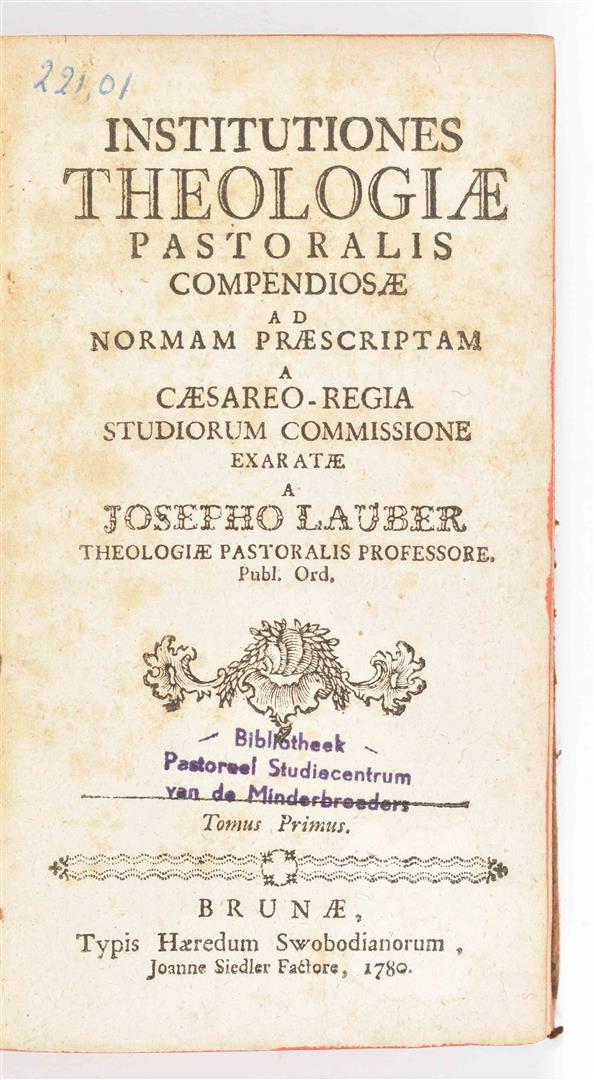 221,01
INSTITUTIONES
THEOLOGIÆ
PASTORALIS
COMPENDIOSÆ
AD
NORMAM PRÆSCRIPTAM
A
CÆSAREO-REGIA
STUDIORUM COMMISSIONE
EXARATÆ
A
JOSEPHO LAUBER
THEOLOGIÆ PASTORALIS PROFESSORE.
Publ. Ord.
Bibliotheek
Pastoreel Studiecentrum
van de Minderbroeders
Tomus Primus.
BRUNÆ,
Typis Hæredum Swobodianorum,
Joanne Siedler Factore, 1780.